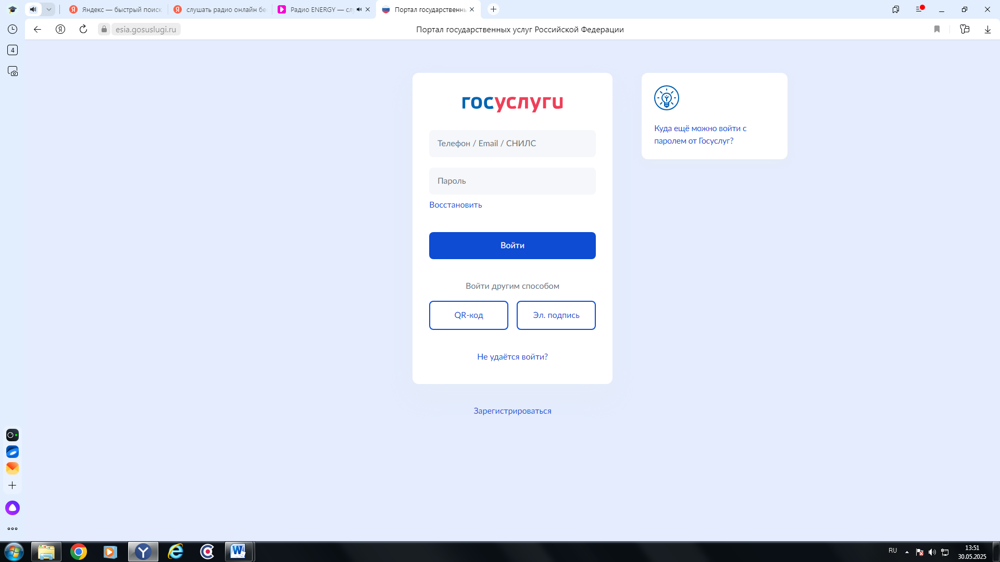 Яндекс — быстрый поиск
слушать радио онлайн бе
Радио ENERGY — слу
Портал государственнь
esia.gosuslugi.ru
Портал государственных услуг Российской Федерации
4
госуслуги
Телефон / Email / СНИЛС
Пароль
Восстановить
Войти
Войти другим способом
QR-код
Эл. подпись
Не удаётся войти?
Зарегистрироваться
Куда ещё можно войти с
паролем от Госуслуг?
RU
13:51
30.05.2025